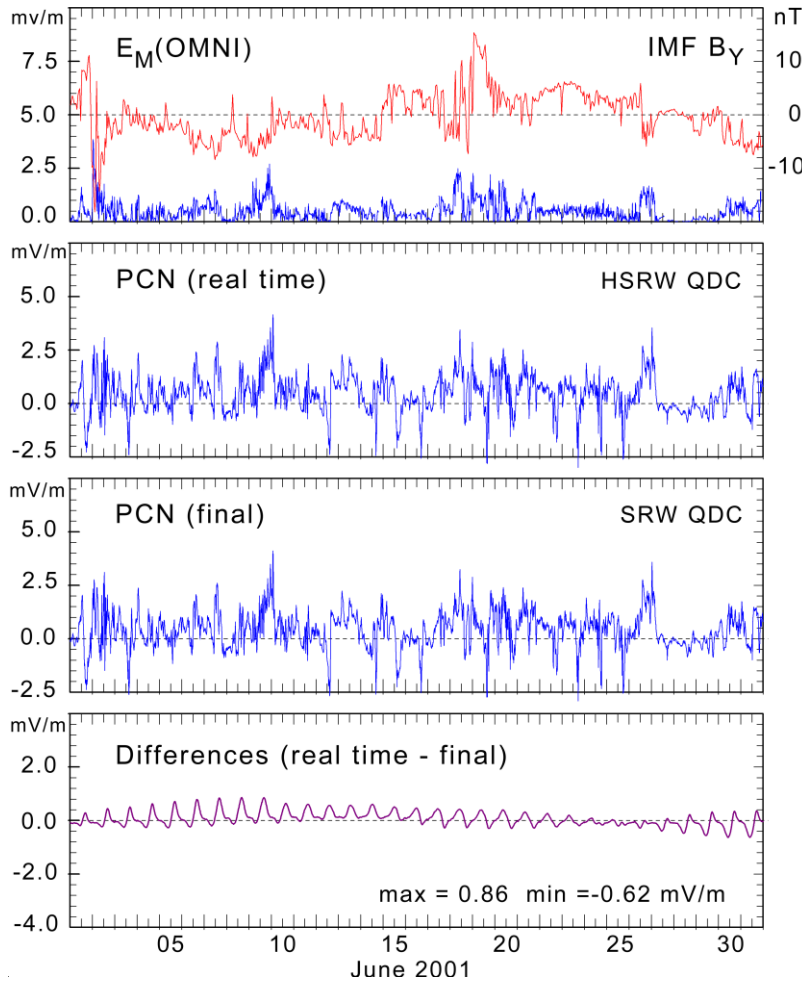 mv/m nT
E_M(OMNI) IMF B_Y
7.5 10
5.0 0
2.5 -10
0.0
mV/m
PCN (real time) HSRW QDC
5.0
2.5
0.0
-2.5
mV/m
PCN (final) SRW QDC
5.0
2.5
0.0
-2.5
mV/m
Differences (real time - final)
2.0
0.0
-2.0
max = 0.86 min =-0.62 mV/m
-4.0
05 10 15 20 25 30
June 2001